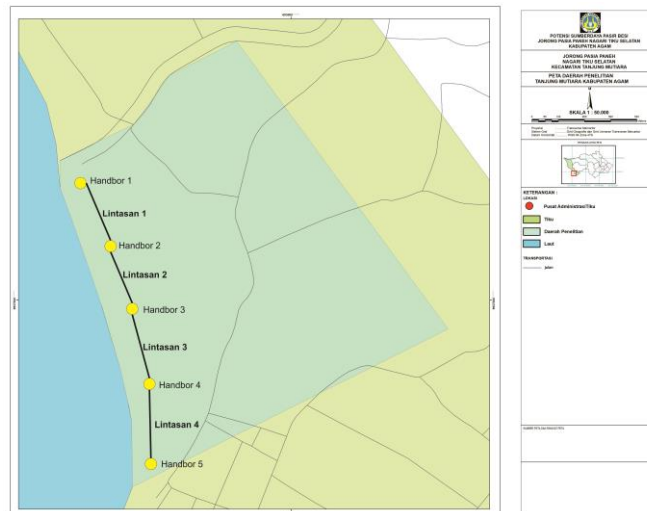 Handbor 1
Lintasan 1
Handbor 2
Lintasan 2
Handbor 3
Lintasan 3
Handbor 4
Lintasan 4
Handbor 5
POTENSI SUMBERDAYA PASIR BESI
JORONG PASIA PANEH NAGARI TIKU SELATAN
KABUPATEN AGAM
JORONG PASIA PANEH
NAGARI TIKU SELATAN
KECAMATAN TANJUNG MUTIARA
PETA DAERAH PENELITIAN
TANJUNG MUTIARA KABUPATEN AGAM
SKALA 1 : 50.000
KETERANGAN :
LOKASI
Pusat Administrasi/Tiku
Tiku
Daerah Penelitian
Laut
TRANSPORTASI
jalan